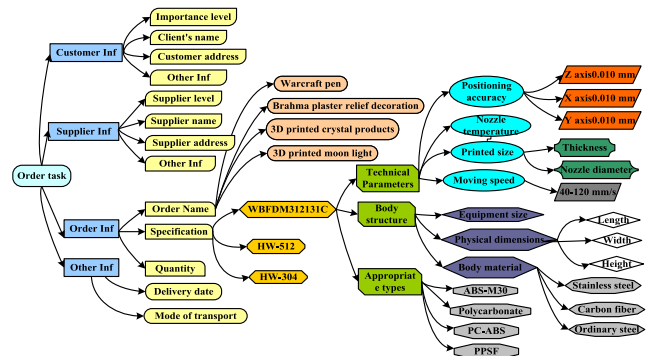 Order task
Customer Inf
Importance level
Client's name
Customer address
Other Inf
Supplier Inf
Supplier level
Supplier name
Supplier address
Other Inf
Order Inf
Order Name
Specification
Quantity
Other Inf
Delivery date
Mode of transport
Warcraft pen
Brahma plaster relief decoration
3D printed crystal products
3D printed moon light
WBFDM312131C
HW-512
HW-304
Technical
Parameters
Body
structure
Appropriat
e types
Positioning
accuracy
Nozzle
temperature
Printed size
Moving speed
Z axis0.010 mm
X axis0.010 mm
Y axis0.010 mm
Thickness
Nozzle diameter
40-120 mm/s
Equipment size
Physical dimensions
Body material
Length
Width
Height
Stainless steel
Carbon fiber
Ordinary steel
ABS-M30
Polycarbonate
PC-ABS
PPSF